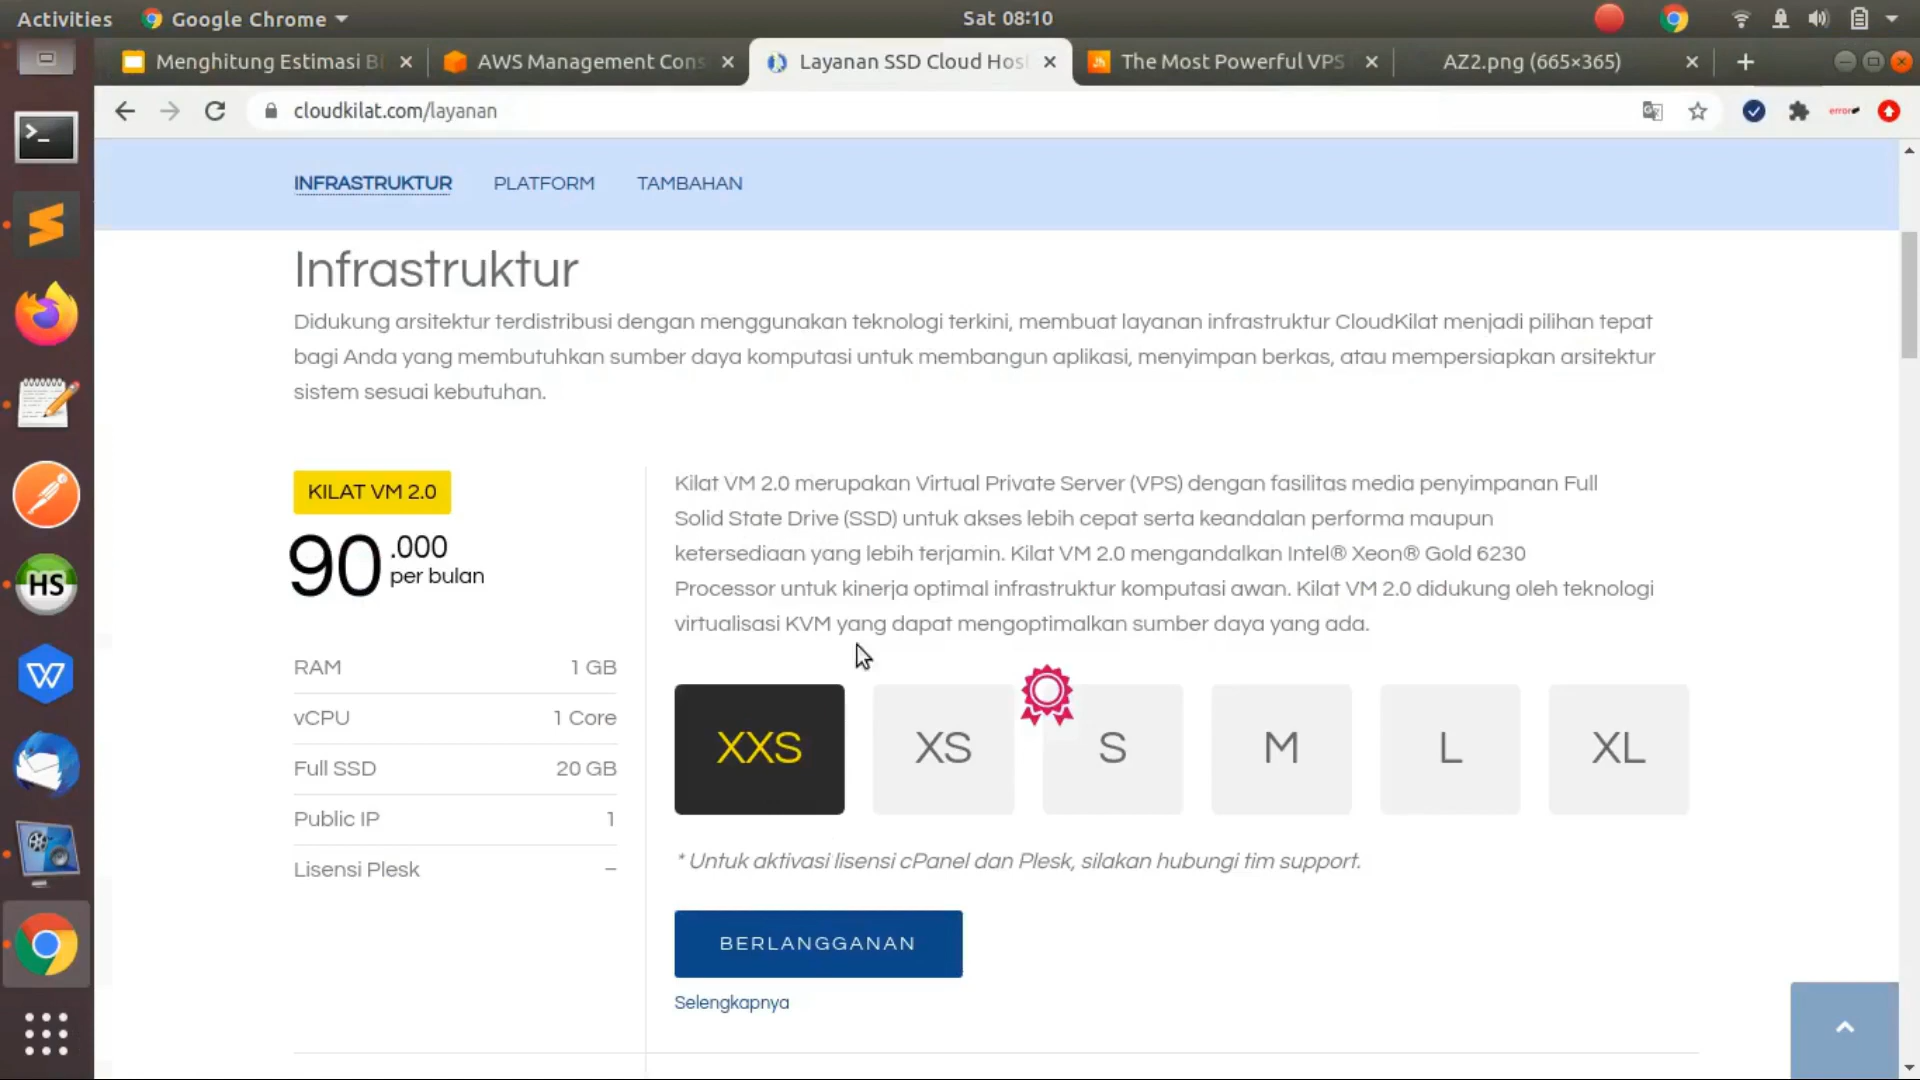 Activities
Google Chrome
Sat 08:10
Menghitung Estimasi Bi
AWS Management Cons
Layanan SSD Cloud Hos
The Most Powerful VPS
AZ2.png (665×365)
cloudkilat.com/layanan
error
INFRASTRUKTUR
PLATFORM
TAMBAHAN
Infrastruktur
Didukung arsitektur terdistribusi dengan menggunakan teknologi terkini, membuat layanan infrastruktur CloudKilat menjadi pilihan tepat
bagi Anda yang membutuhkan sumber daya komputasi untuk membangun aplikasi, menyimpan berkas, atau mempersiapkan arsitektur
sistem sesuai kebutuhan.
KILAT VM 2.0
90 .000
per bulan
RAM 1 GB
vCPU 1 Core
Full SSD 20 GB
Public IP 1
Lisensi Plesk –
Kilat VM 2.0 merupakan Virtual Private Server (VPS) dengan fasilitas media penyimpanan Full
Solid State Drive (SSD) untuk akses lebih cepat serta keandalan performa maupun
ketersediaan yang lebih terjamin. Kilat VM 2.0 mengandalkan Intel® Xeon® Gold 6230
Processor untuk kinerja optimal infrastruktur komputasi awan. Kilat VM 2.0 didukung oleh teknologi
virtualisasi KVM yang dapat mengoptimalkan sumber daya yang ada.
XXS
XS
S
M
L
XL
* Untuk aktivasi lisensi cPanel dan Plesk, silakan hubungi tim support.
BERLANGGANAN
Selengkapnya
HS
W